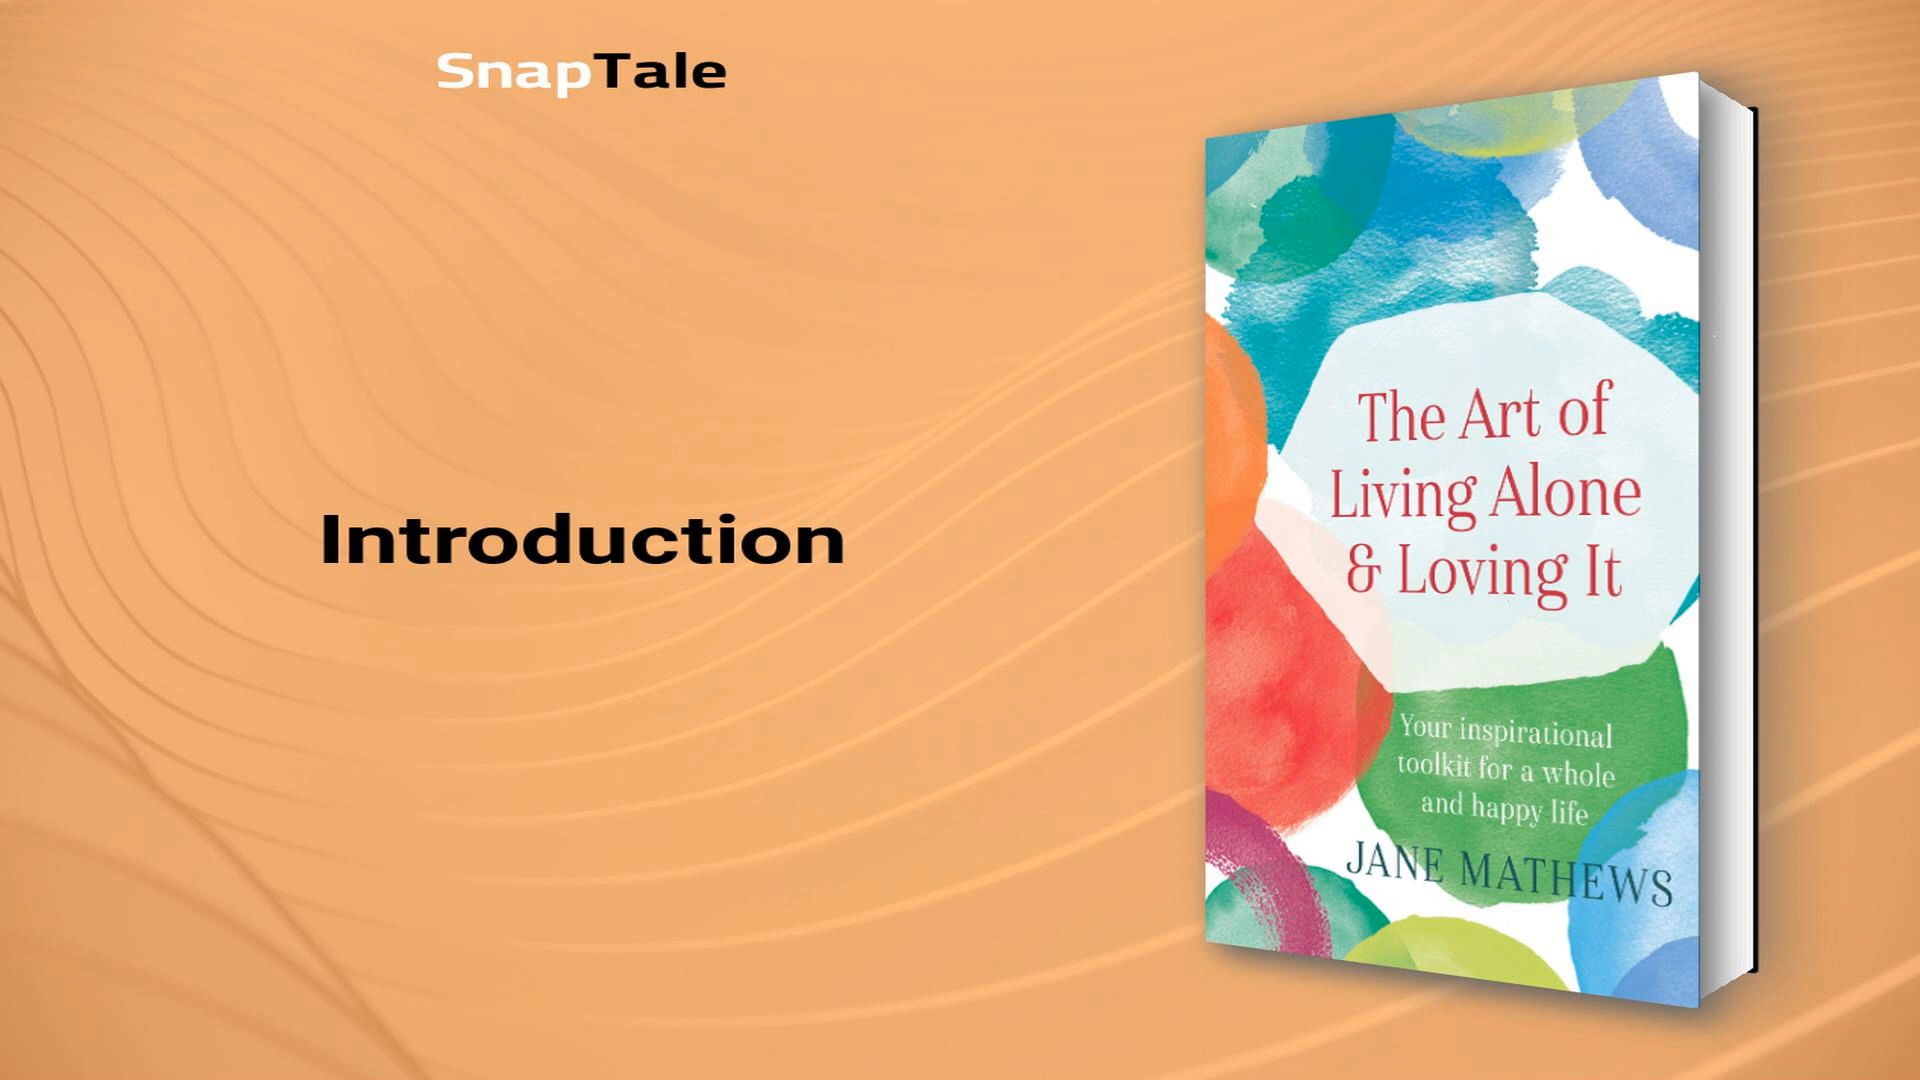 SnapTale
Introduction
The Art of
Living Alone
& Loving It
Your inspirational
toolkit for a whole
and happy life
JANE MATHEWS